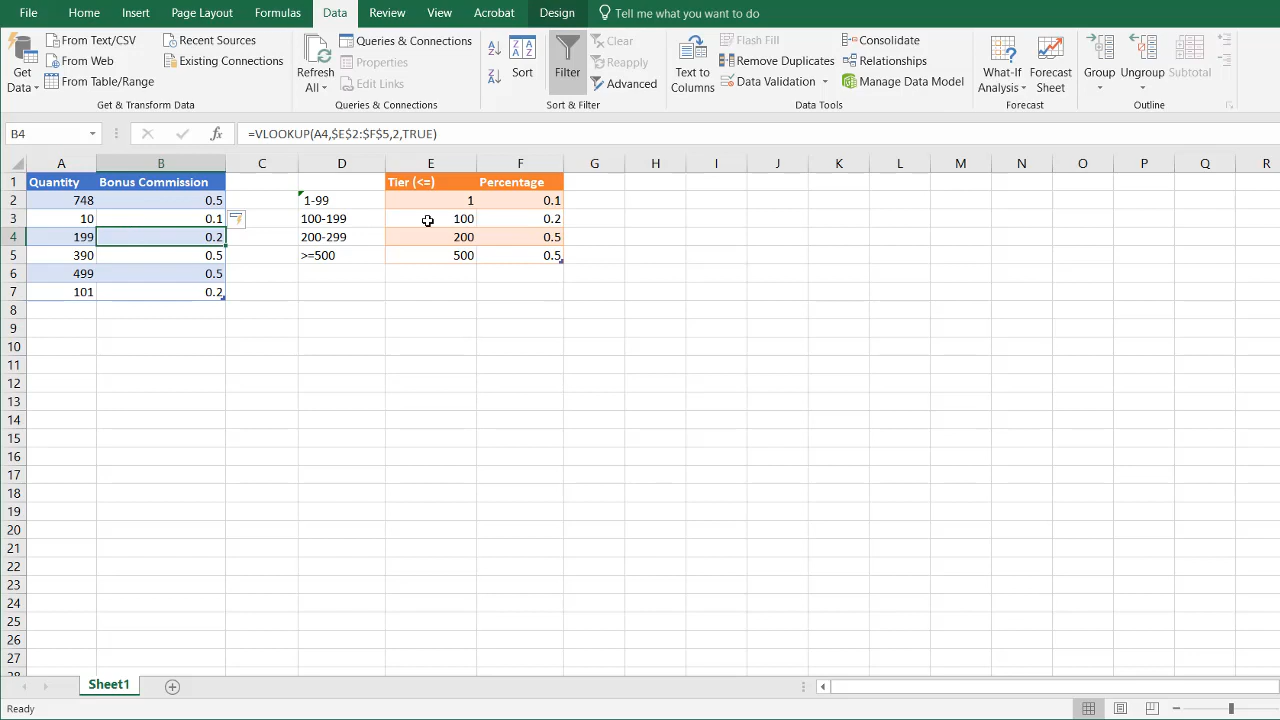 File Home Insert Page Layout Formulas Data Review View Acrobat Design Tell me what you want to do
From Text/CSV Recent Sources Queries & Connections Clear Flash Fill Consolidate
From Web Existing Connections Properties Reapply Remove Duplicates Relationships
From Table/Range Edit Links Advanced Data Validation Manage Data Model
Get Data Refresh All Sort Filter Text to Columns What-If Analysis Forecast Sheet Group Ungroup Subtotal
Get & Transform Data Queries & Connections Sort & Filter Data Tools Forecast Outline
B4 fx =VLOOKUP(A4,$E$2:$F$5,2,TRUE)
A B C D E F G H I J K L M N O P Q R
1 Quantity Bonus Commission Tier (<=) Percentage
2 748 0.5 1-99 1 0.1
3 10 0.1 100-199 100 0.2
4 199 0.2 200-299 200 0.5
5 390 0.5 >=500 500 0.5
6 499 0.5
7 101 0.2
8
9
10
11
12
13
14
15
16
17
18
19
20
21
22
23
24
25
26
27
28
Sheet1
Ready